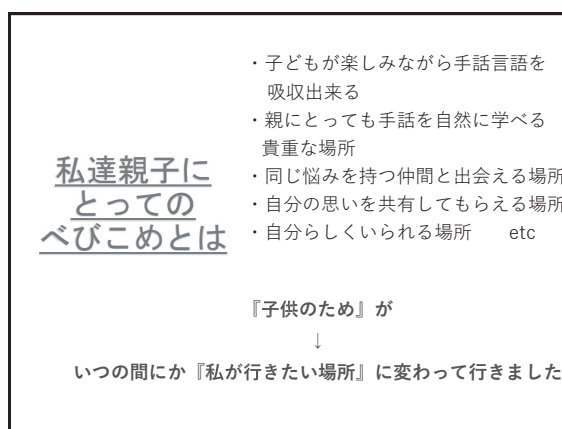 私達親子に
とっての
べびこめとは
・子どもが楽しみながら手話言語を
吸収出来る
・親にとっても手話を自然に学べる
貴重な場所
・同じ悩みを持つ仲間と出会える場所
・自分の思いを共有してもらえる場所
・自分らしくいられる場所　　etc
『子供のため』が
↓
いつの間にか『私が行きたい場所』に変わって行きました